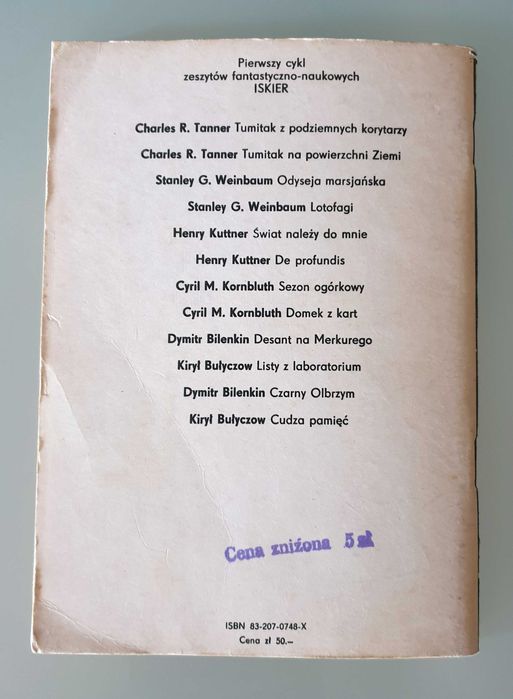 Pierwszy cykl
zeszytów fantastyczno-naukowych
ISKIER
Charles R. Tanner Tumitak z podziemnych korytarzy
Charles R. Tanner Tumitak na powierzchni Ziemi
Stanley G. Weinbaum Odyseja marsjańska
Stanley G. Weinbaum Lotofagi
Henry Kuttner Świat należy do mnie
Henry Kuttner De profundis
Cyril M. Kornbluth Sezon ogórkowy
Cyril M. Kornbluth Domek z kart
Dymitr Bilenkin Desant na Merkurego
Kirył Bułyczow Listy z laboratorium
Dymitr Bilenkin Czarny Olbrzym
Kirył Bułyczow Cudza pamięć
Cena zniżona 5 zł
ISBN 83-207-0748-X
Cena zł 50.–